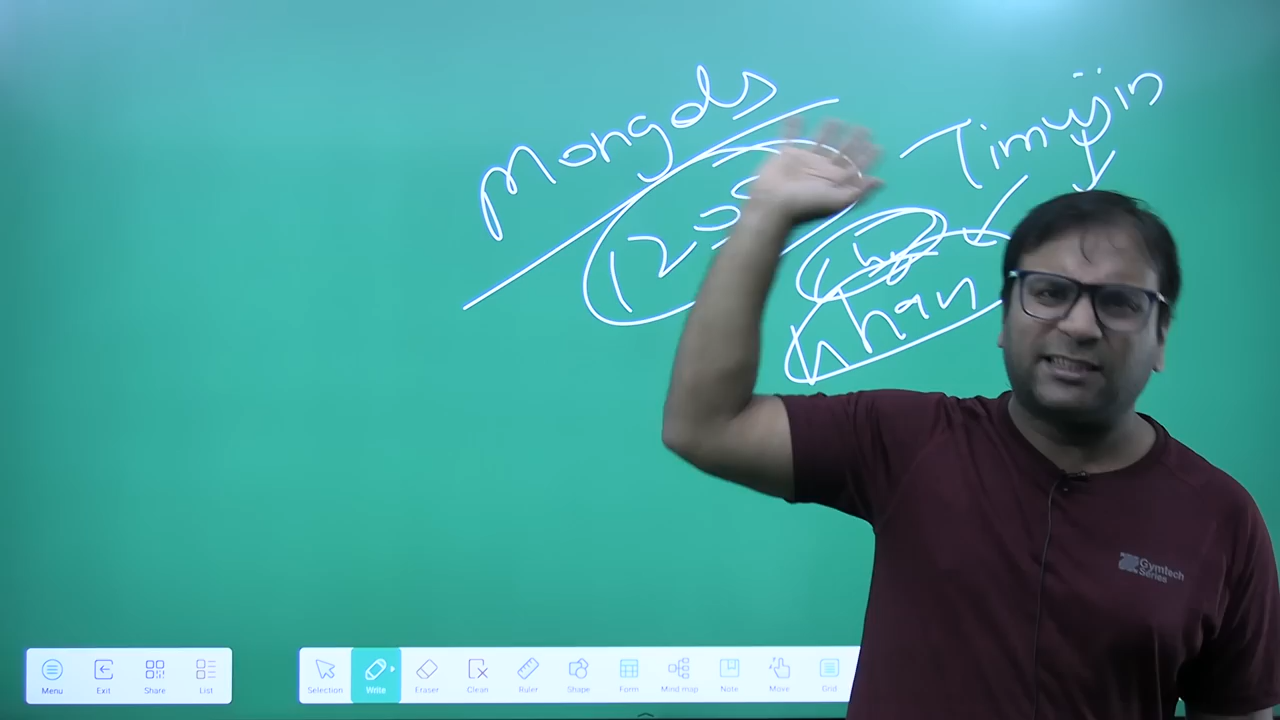 Mongols
Timujin
Khan
Gymtech
Series
Menu
Exit
Share
List
Selection
Write
Eraser
Clean
Ruler
Shape
Form
Mind map
Note
Move
Grid